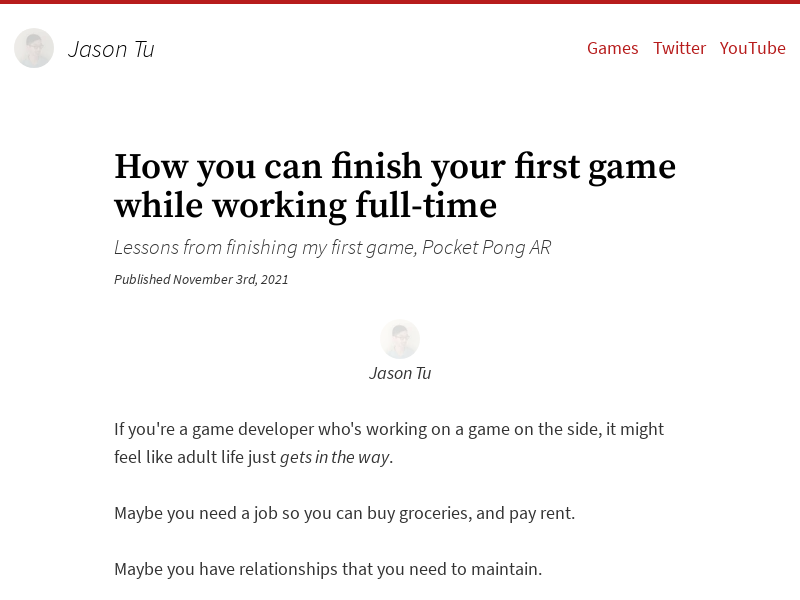 Jason Tu
Games Twitter YouTube
How you can finish your first game
while working full-time
Lessons from finishing my first game, Pocket Pong AR
Published November 3rd, 2021
Jason Tu
If you're a game developer who's working on a game on the side, it might
feel like adult life just gets in the way.
Maybe you need a job so you can buy groceries, and pay rent.
Maybe you have relationships that you need to maintain.